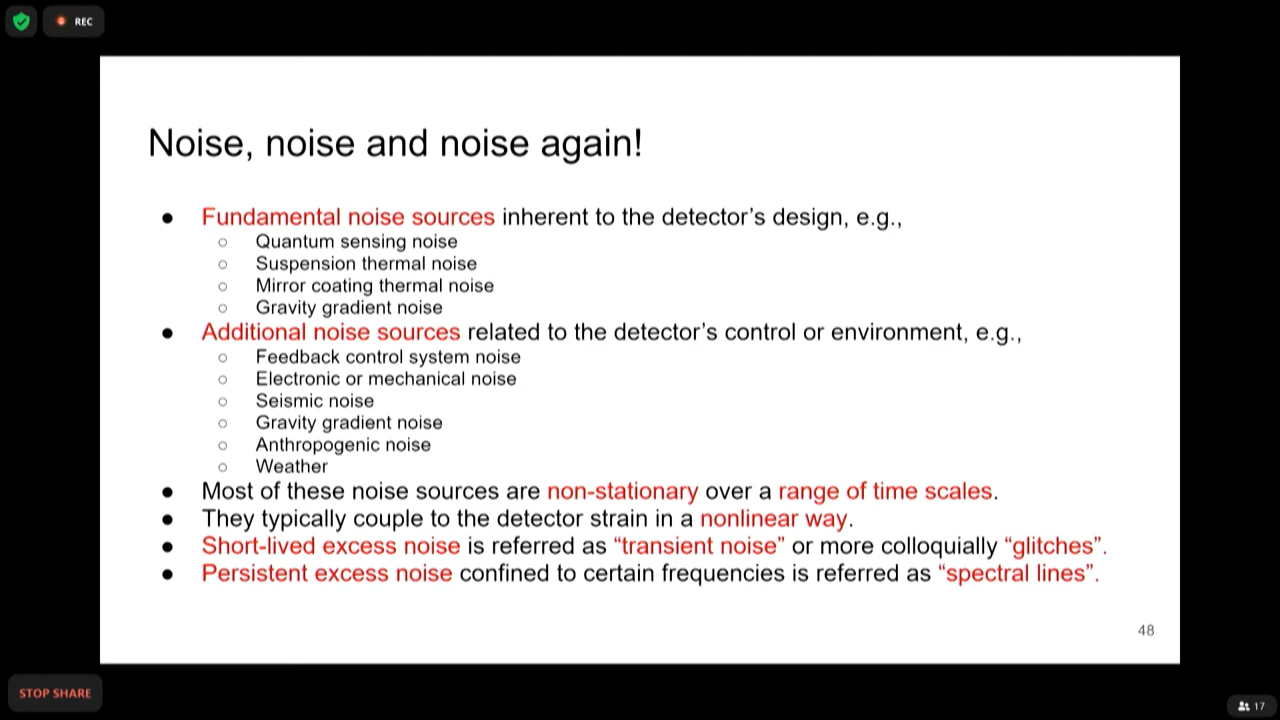 REC
Noise, noise and noise again!
● Fundamental noise sources inherent to the detector’s design, e.g.,
○ Quantum sensing noise
○ Suspension thermal noise
○ Mirror coating thermal noise
○ Gravity gradient noise
● Additional noise sources related to the detector’s control or environment, e.g.,
○ Feedback control system noise
○ Electronic or mechanical noise
○ Seismic noise
○ Gravity gradient noise
○ Anthropogenic noise
○ Weather
● Most of these noise sources are non-stationary over a range of time scales.
● They typically couple to the detector strain in a nonlinear way.
● Short-lived excess noise is referred as “transient noise” or more colloquially “glitches”.
● Persistent excess noise confined to certain frequencies is referred as “spectral lines”.
48
STOP SHARE
17